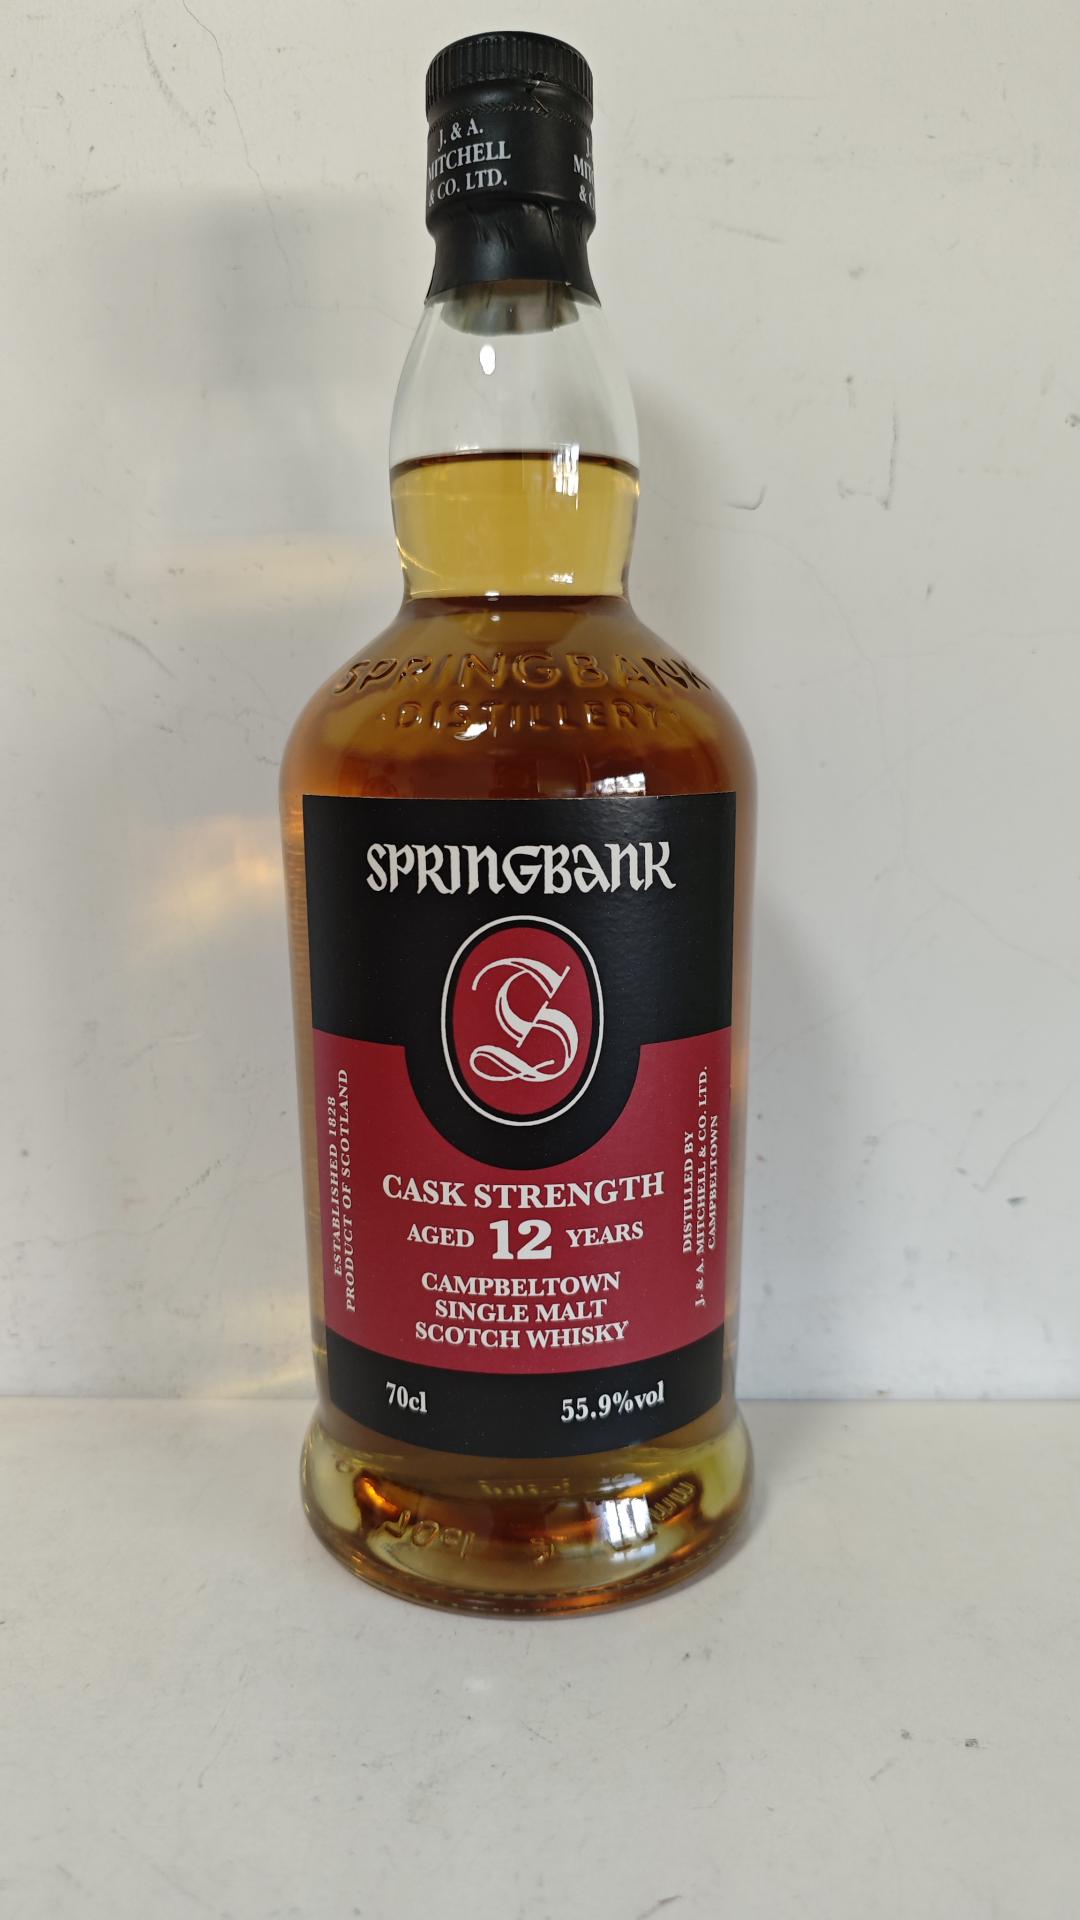 J. & A.
MITCHELL
& CO. LTD.
SPRINGBANK
· DISTILLERY ·
SPRINGBANK
S
ESTABLISHED 1828
PRODUCT OF SCOTLAND
CASK STRENGTH
AGED 12 YEARS
CAMPBELTOWN
SINGLE MALT
SCOTCH WHISKY
DISTILLED BY
J. & A. MITCHELL & CO. LTD.
CAMPBELTOWN
70cl
55.9%vol